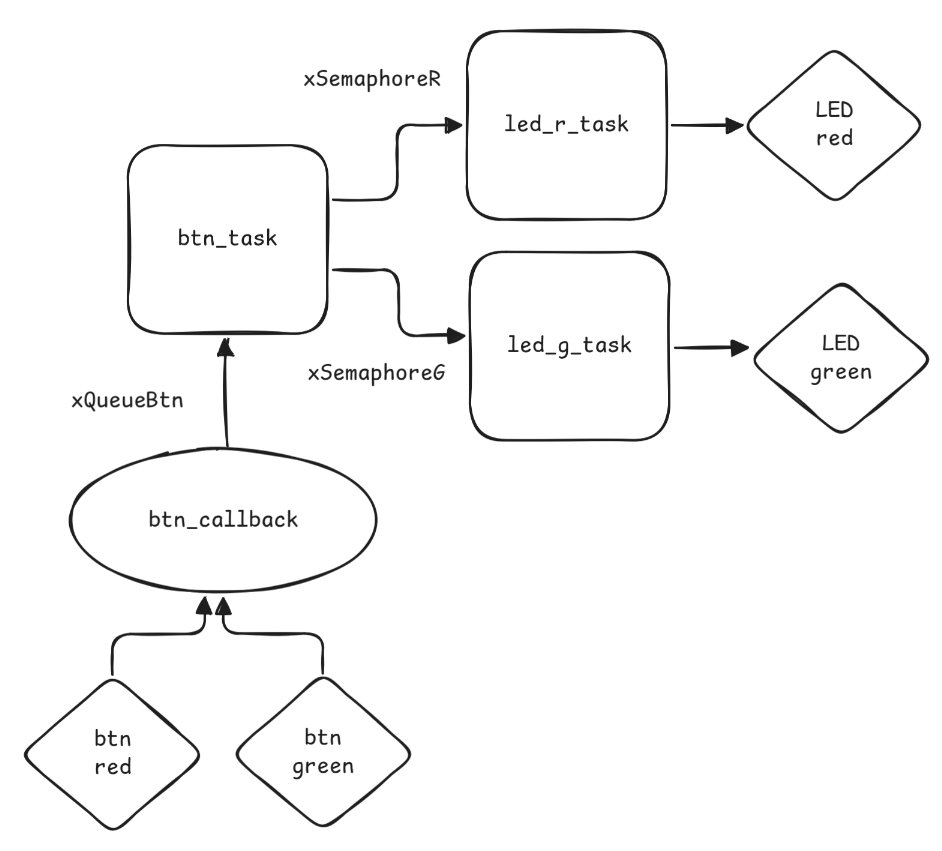 xSemaphoreR
led_r_task
LED
red
btn_task
led_g_task
LED
green
xSemaphoreG
xQueueBtn
btn_callback
btn
red
btn
green